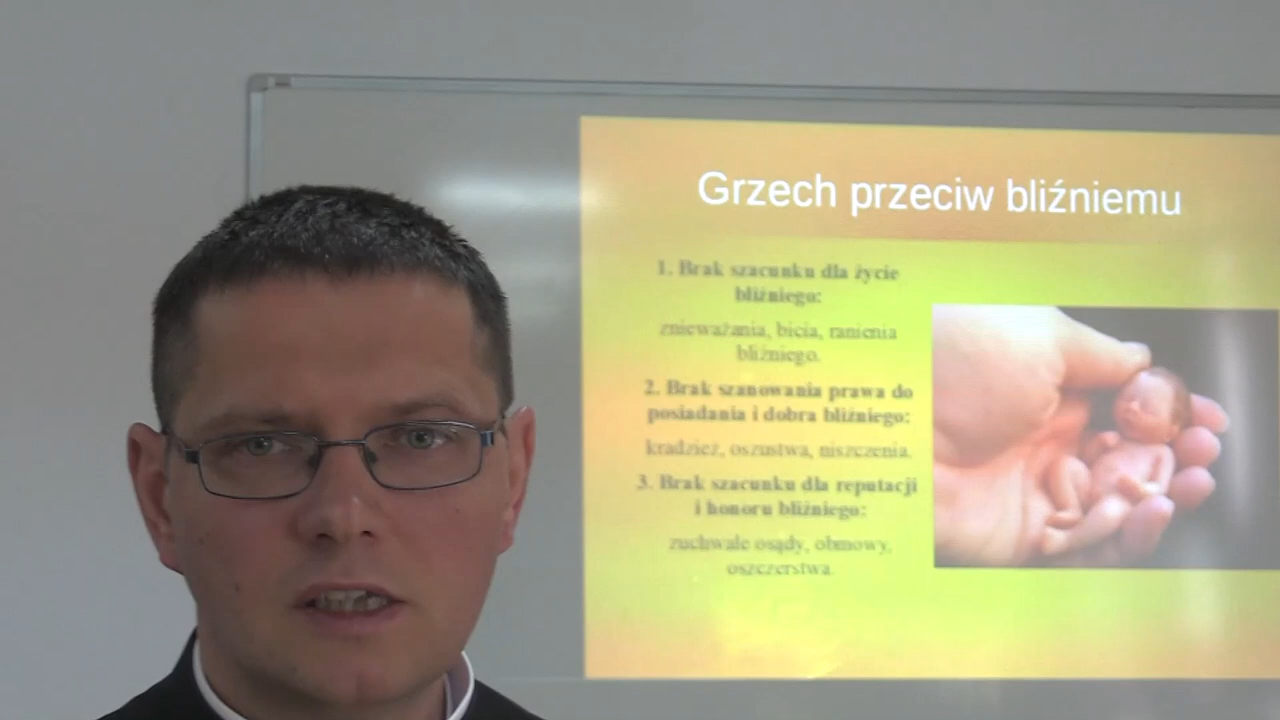 Grzech przeciw bliźniemu
1. Brak szacunku dla życie
bliźniego:
znieważania, bicia, ranienia
bliźniego.
2. Brak szanowania prawa do
posiadania i dobra bliźniego:
kradzież, oszustwa, niszczenia.
3. Brak szacunku dla reputacji
i honoru bliźniego:
zuchwałe osądy, obmowy,
oszczerstwa.